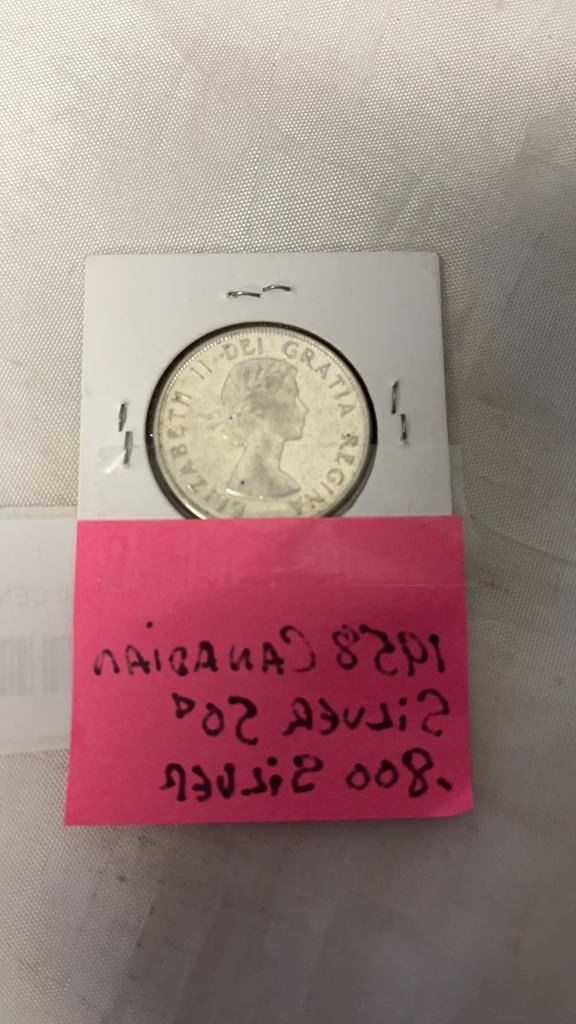 ELIZABETH II DEI GRATIA REGINA
1958 CANADIAN
SILVER 50¢
.800 SILVER